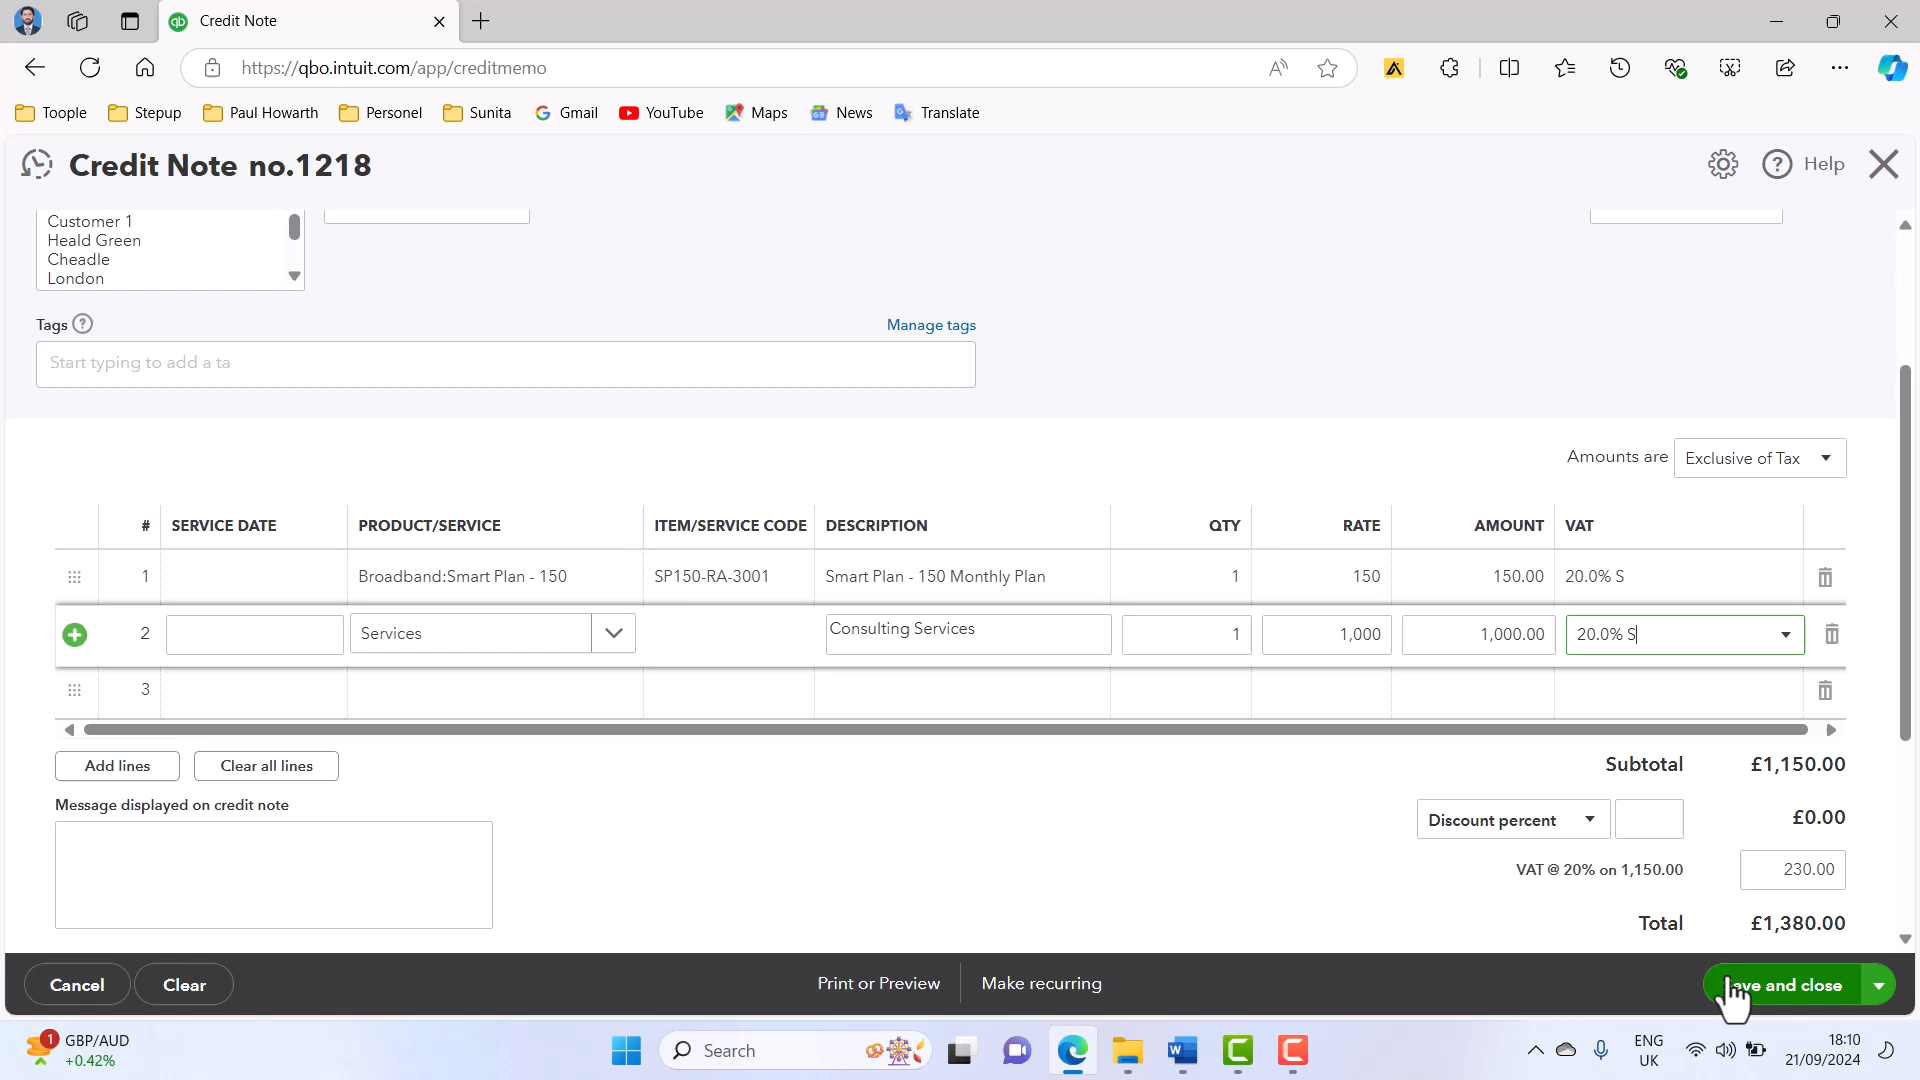 Credit Note
https://qbo.intuit.com/app/creditmemo
Toople
Stepup
Paul Howarth
Personel
Sunita
Gmail
YouTube
Maps
News
Translate
Credit Note no.1218
Help
Customer 1
Heald Green
Cheadle
London
Tags
Manage tags
Start typing to add a ta
Amounts are Exclusive of Tax
# SERVICE DATE PRODUCT/SERVICE ITEM/SERVICE CODE DESCRIPTION QTY RATE AMOUNT VAT
1 Broadband:Smart Plan - 150 SP150-RA-3001 Smart Plan - 150 Monthly Plan 1 150 150.00 20.0% S
2 Services Consulting Services 1 1,000 1,000.00 20.0% S
3
Add lines
Clear all lines
Subtotal £1,150.00
Message displayed on credit note
Discount percent £0.00
VAT @ 20% on 1,150.00 230.00
Total £1,380.00
Cancel
Clear
Print or Preview
Make recurring
ve and close
1
GBP/AUD
+0.42%
Search
ENG
UK
18:10
21/09/2024